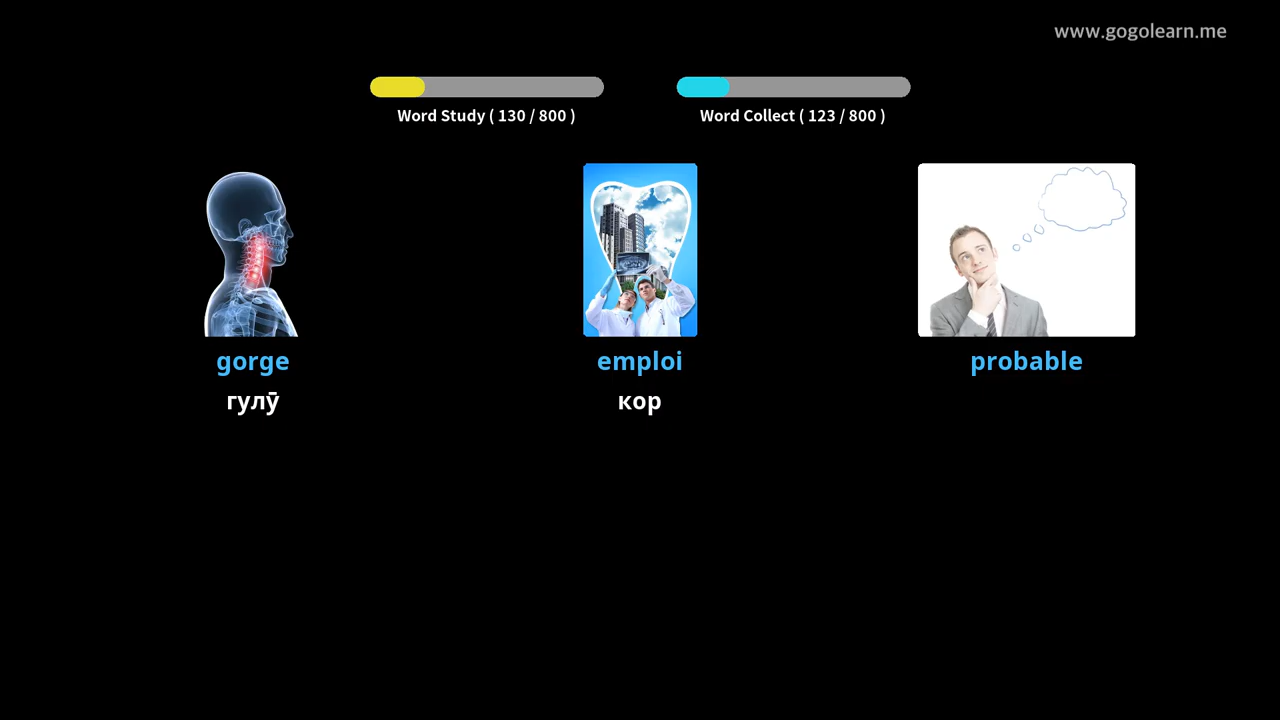 www.gogolearn.me
Word Study ( 130 / 800 )
Word Collect ( 123 / 800 )
gorge
emploi
probable
гулӯ
кор